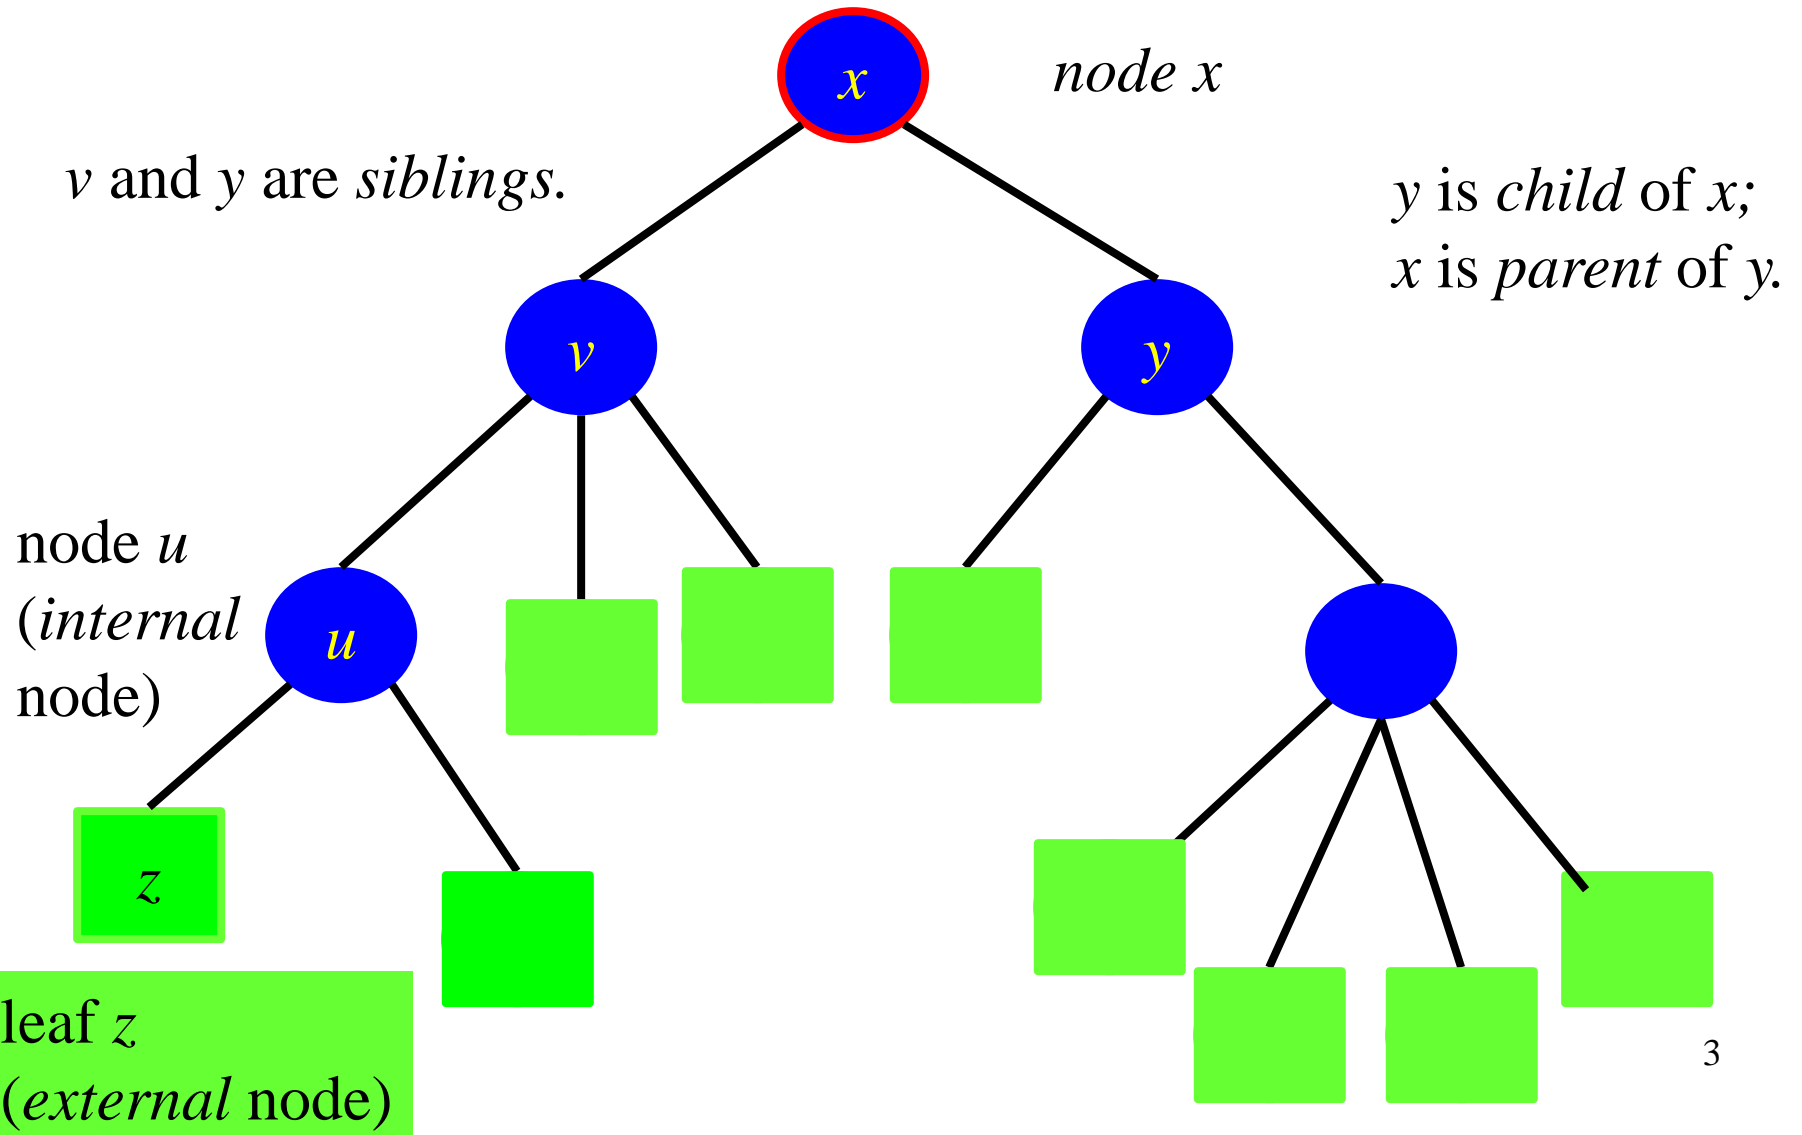 x
node x
v and y are siblings.
y is child of x;
x is parent of y.
v
y
node u
(internal
node)
u
z
leaf z
(external node)
3